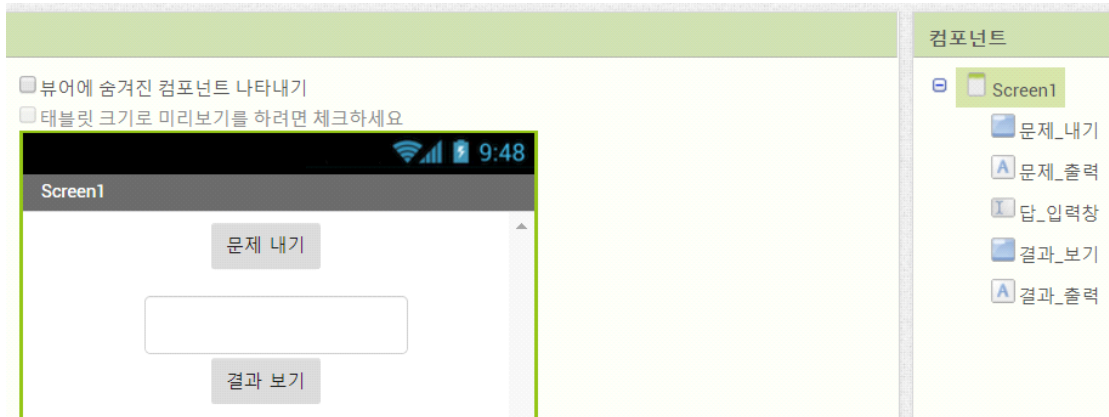 컴포넌트
뷰어에 숨겨진 컴포넌트 나타내기
태블릿 크기로 미리보기를 하려면 체크하세요
9:48
Screen1
문제 내기
결과 보기
Screen1
문제_내기
A 문제_출력
I 답_입력창
결과_보기
A 결과_출력